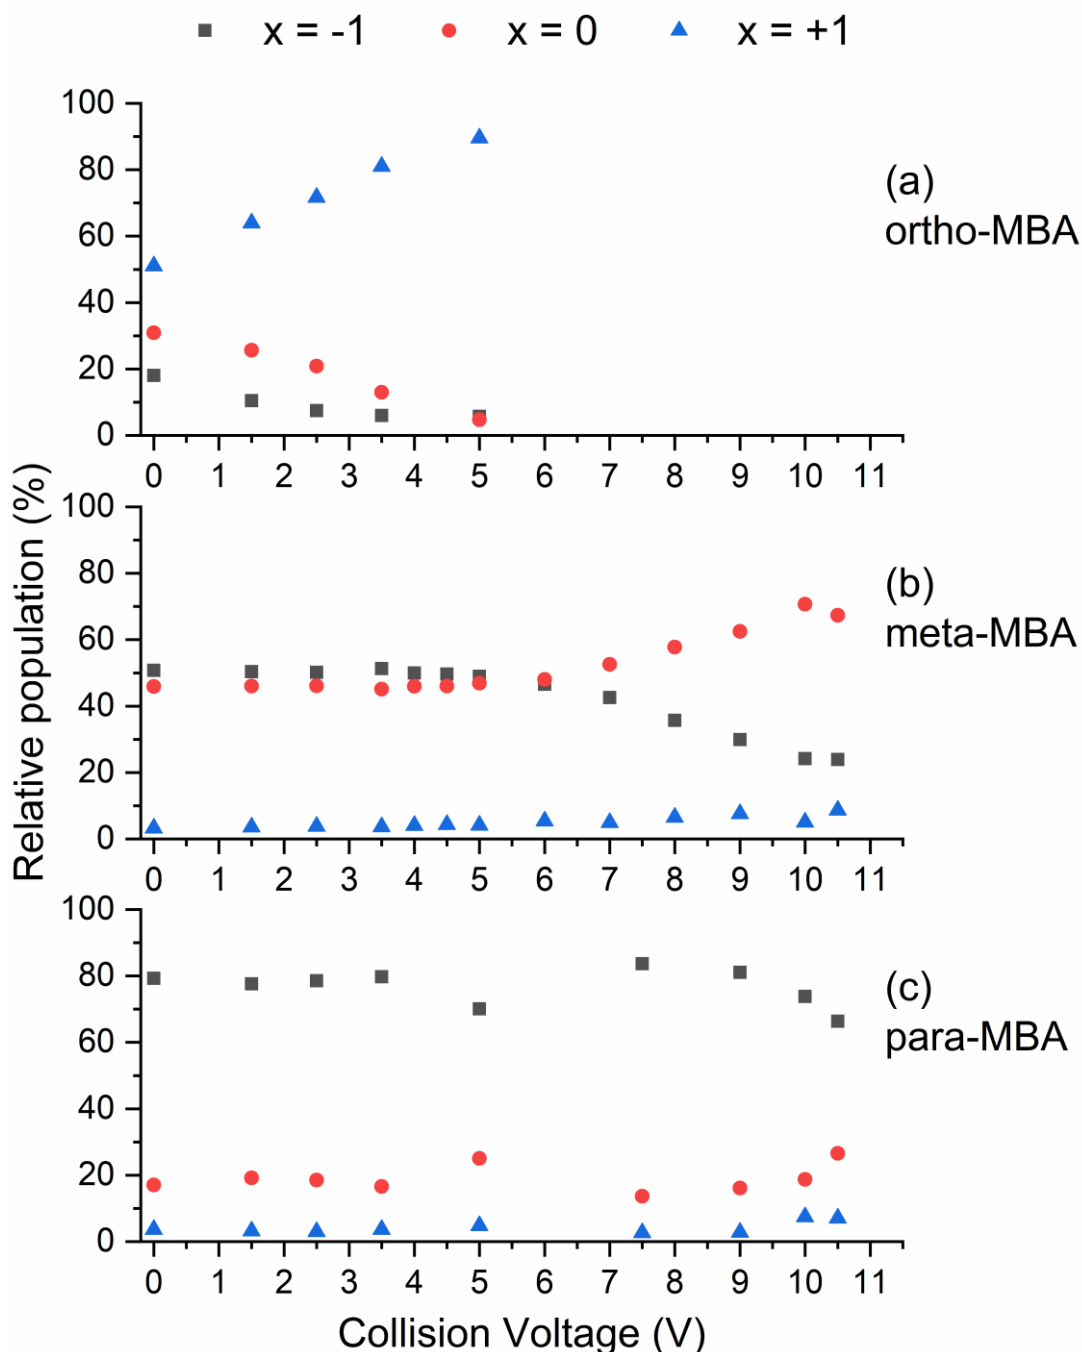 x = -1 x = 0 x = +1
100
80
60
40
20
0
0 1 2 3 4 5 6 7 8 9 10 11
(a)
ortho-MBA
100
80
60
40
20
0
0 1 2 3 4 5 6 7 8 9 10 11
(b)
meta-MBA
100
80
60
40
20
0
0 1 2 3 4 5 6 7 8 9 10 11
(c)
para-MBA
Relative population (%)
Collision Voltage (V)